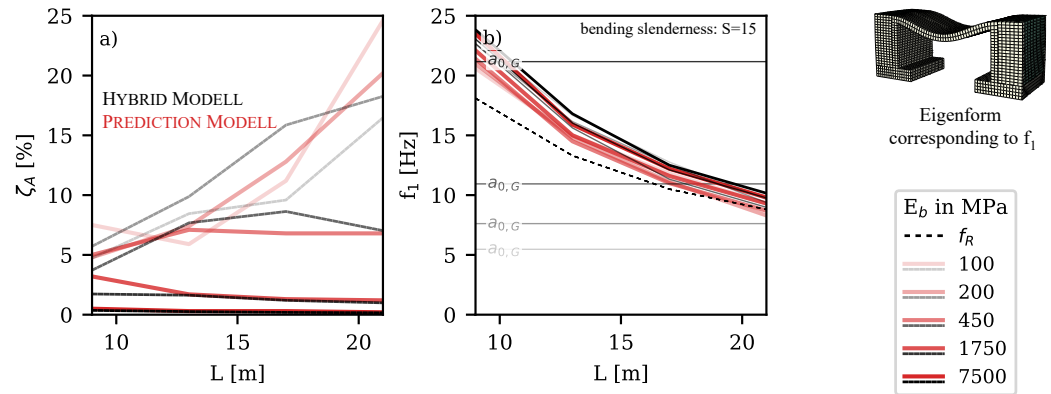 a)
HYBRID MODELL
PREDICTION MODELL
25
20
15
10
5
0
ζ_A [%]
10
15
20
L [m]
b)
bending slenderness: S=15
a_{0,G}
a_{0,G}
a_{0,G}
a_{0,G}
25
20
15
10
5
0
f_1 [Hz]
10
15
20
L [m]
Eigenform
corresponding to f_1
E_b in MPa
f_R
100
200
450
1750
7500